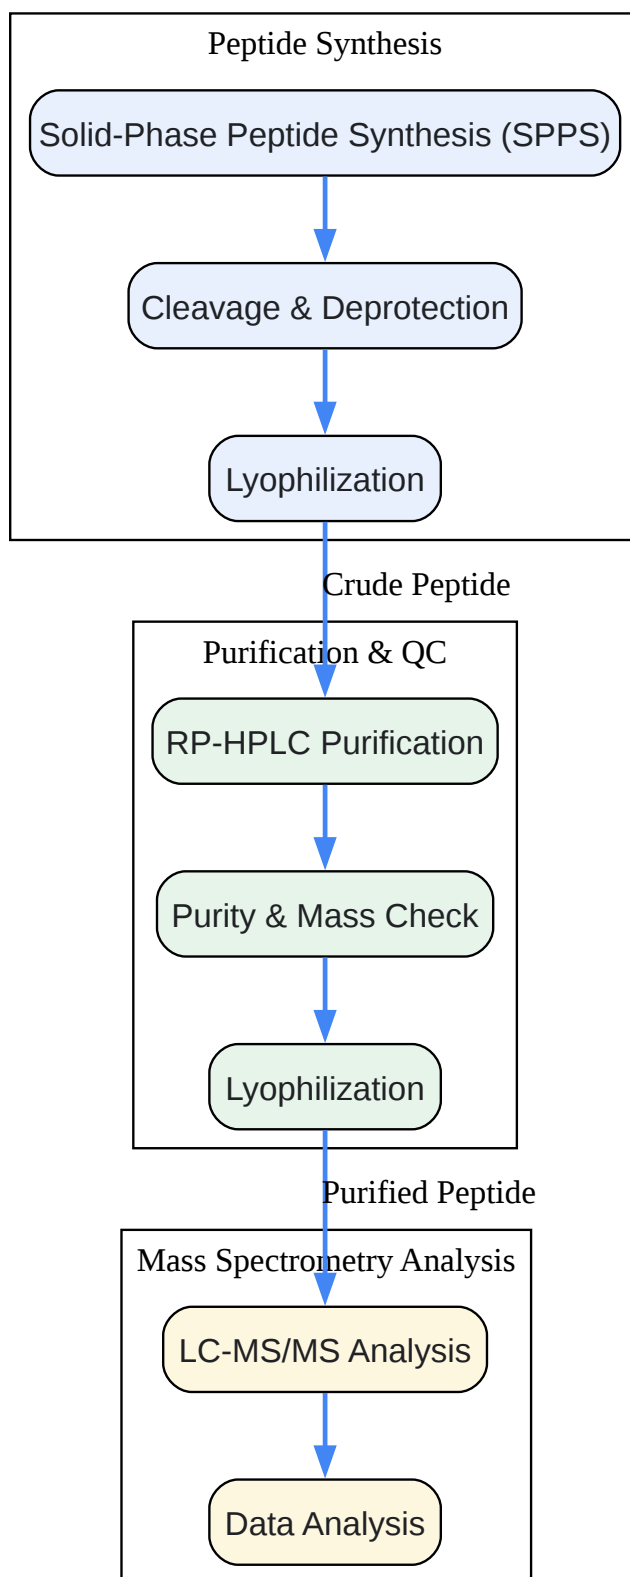 Peptide Synthesis
Solid-Phase Peptide Synthesis (SPPS)
Cleavage & Deprotection
Lyophilization
Crude Peptide
Purification & QC
RP-HPLC Purification
Purity & Mass Check
Lyophilization
Purified Peptide
Mass Spectrometry Analysis
LC-MS/MS Analysis
Data Analysis